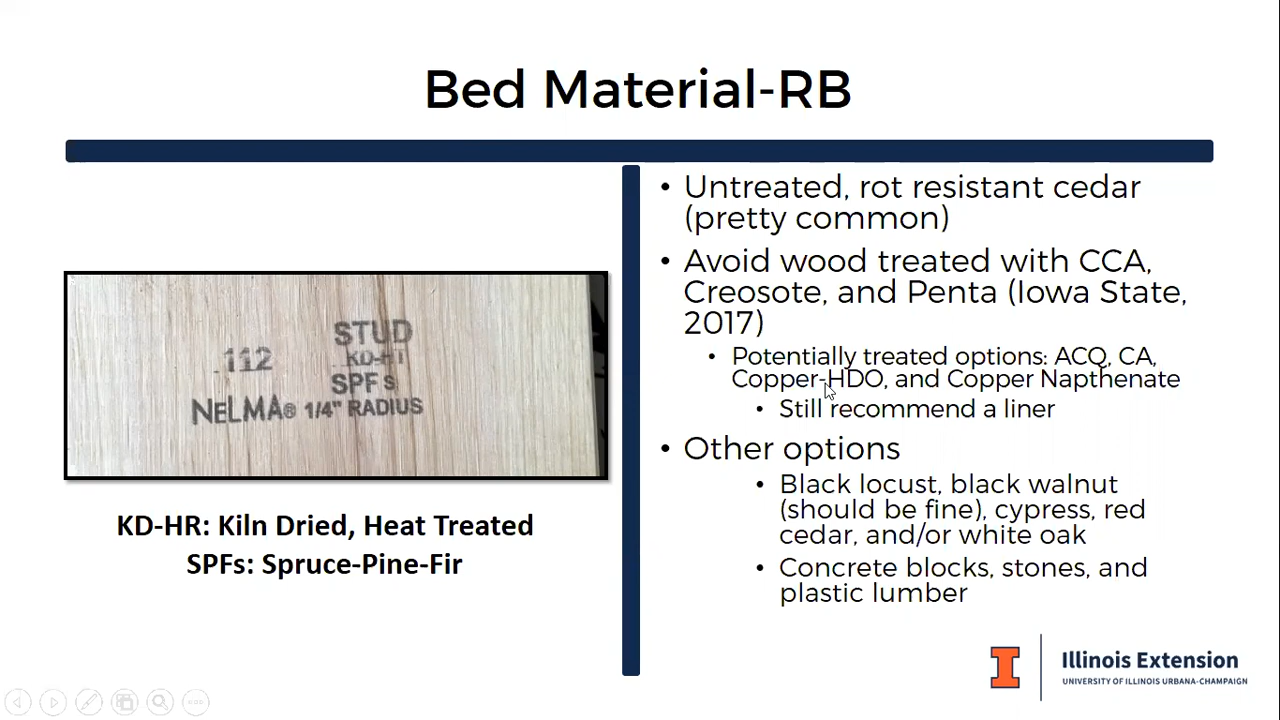 Bed Material-RB
.112
STUD
KD-HT
SPFs
NELMA® 1/4" RADIUS
KD-HR: Kiln Dried, Heat Treated
SPFs: Spruce-Pine-Fir
• Untreated, rot resistant cedar
(pretty common)
• Avoid wood treated with CCA,
Creosote, and Penta (Iowa State,
2017)
• Potentially treated options: ACQ, CA,
Copper-HDO, and Copper Napthenate
• Still recommend a liner
• Other options
• Black locust, black walnut
(should be fine), cypress, red
cedar, and/or white oak
• Concrete blocks, stones, and
plastic lumber
I
Illinois Extension
UNIVERSITY OF ILLINOIS URBANA-CHAMPAIGN